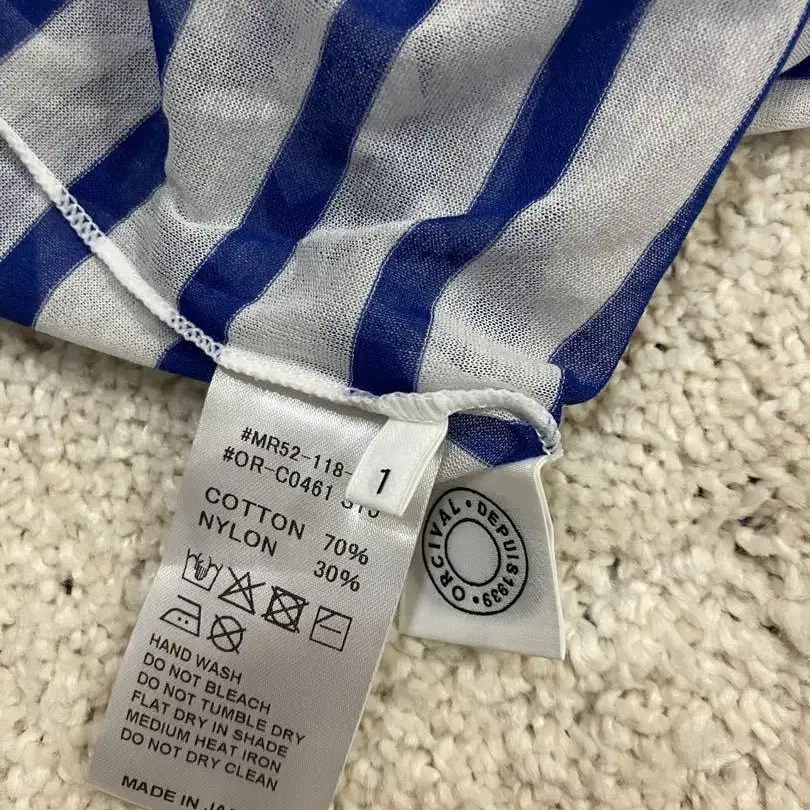 #MR52-118-
#OR-C0461
1
COTTON 70%
NYLON 30%
HAND WASH
DO NOT BLEACH
DO NOT TUMBLE DRY
FLAT DRY IN SHADE
MEDIUM HEAT IRON
DO NOT DRY CLEAN
MADE IN
ORCIVAL • DEPUIS 1939 •